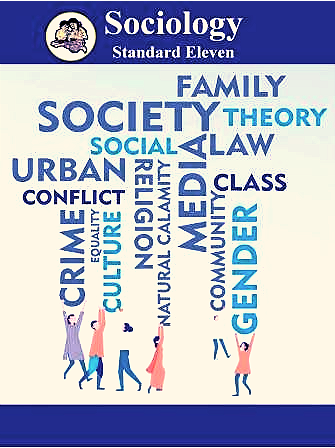 Sociology
Standard Eleven
FAMILY
SOCIETY THEORY
SOCIAL LAW
URBAN
CONFLICT
RELIGION
MEDIA
CLASS
CRIME
EQUALITY
CULTURE
NATURAL CALAMITY
COMMUNITY
GENDER